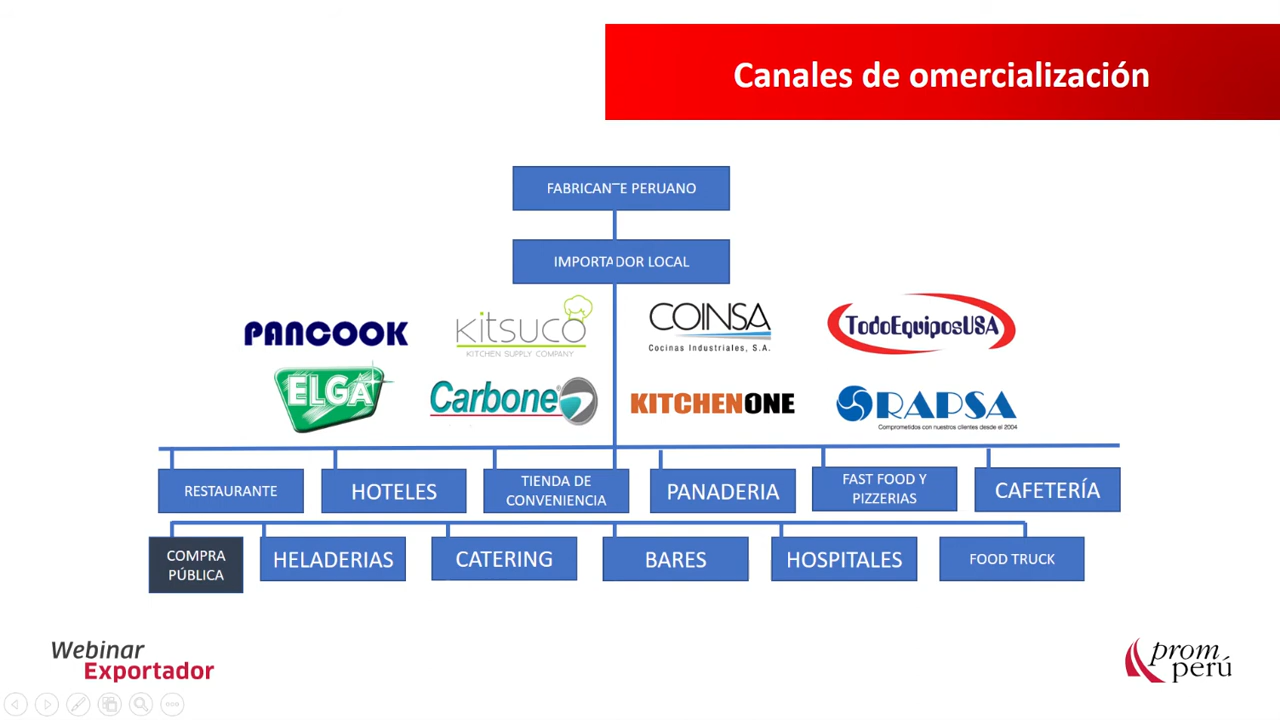 Canales de omercialización
FABRICANTE PERUANO
IMPORTADOR LOCAL
PANCOOK
kitsuco
KITCHEN SUPPLY COMPANY
COINSA
Cocinas Industriales, S.A.
TodoEquiposUSA
ELGA
Carbone
KITCHENONE
RAPSA
Comprometidos con nuestros clientes desde el 2004
RESTAURANTE
HOTELES
TIENDA DE
CONVENIENCIA
PANADERIA
FAST FOOD Y
PIZZERIAS
CAFETERÍA
COMPRA
PÚBLICA
HELADERIAS
CATERING
BARES
HOSPITALES
FOOD TRUCK
Webinar
Exportador
prom
perú